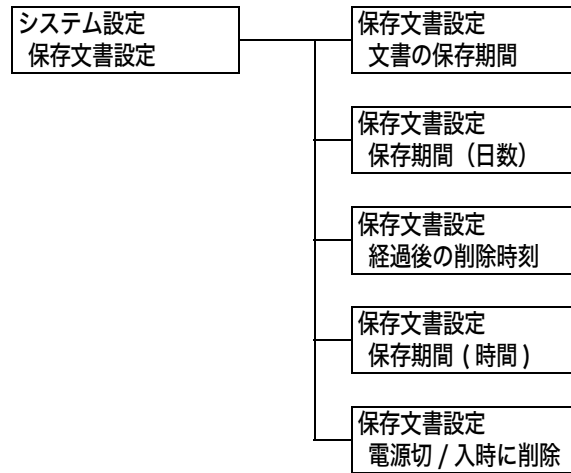 システム設定
保存文書設定
保存文書設定
文書の保存期間
保存文書設定
保存期間（日数）
保存文書設定
経過後の削除時刻
保存文書設定
保存期間 ( 時間 )
保存文書設定
電源切 / 入時に削除